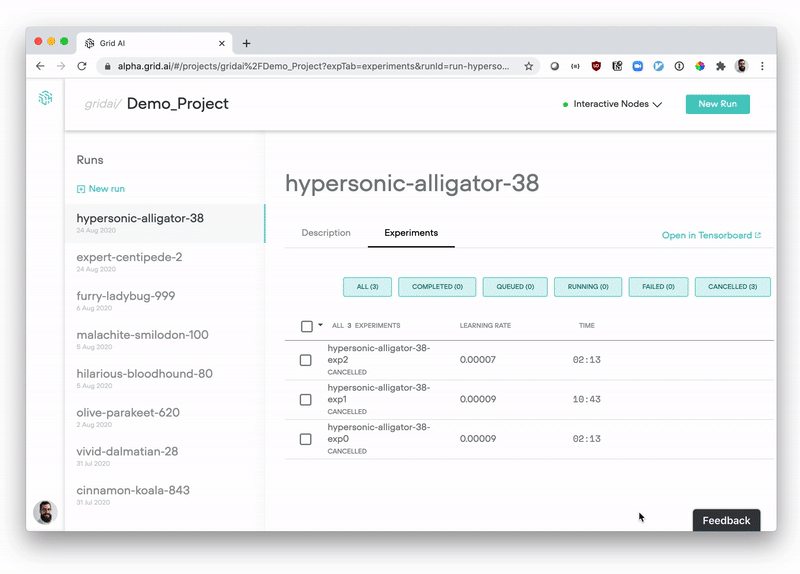 Grid AI
alpha.grid.ai/#/projects/gridai%2FDemo_Project?expTab=experiments&runId=run-hyperso...
gridai/ Demo_Project
Interactive Nodes
New Run
Runs
New run
hypersonic-alligator-38
24 Aug 2020
expert-centipede-2
24 Aug 2020
furry-ladybug-999
6 Aug 2020
malachite-smilodon-100
5 Aug 2020
hilarious-bloodhound-80
5 Aug 2020
olive-parakeet-620
2 Aug 2020
vivid-dalmatian-28
31 Jul 2020
cinnamon-koala-843
31 Jul 2020
hypersonic-alligator-38
Description Experiments Open in Tensorboard
ALL (3) COMPLETED (0) QUEUED (0) RUNNING (0) FAILED (0) CANCELLED (3)
ALL 3 EXPERIMENTS LEARNING RATE TIME
hypersonic-alligator-38-
exp2 0.00007 02:13
CANCELLED
hypersonic-alligator-38-
exp1 0.00009 10:43
CANCELLED
hypersonic-alligator-38-
exp0 0.00009 02:13
CANCELLED
Feedback